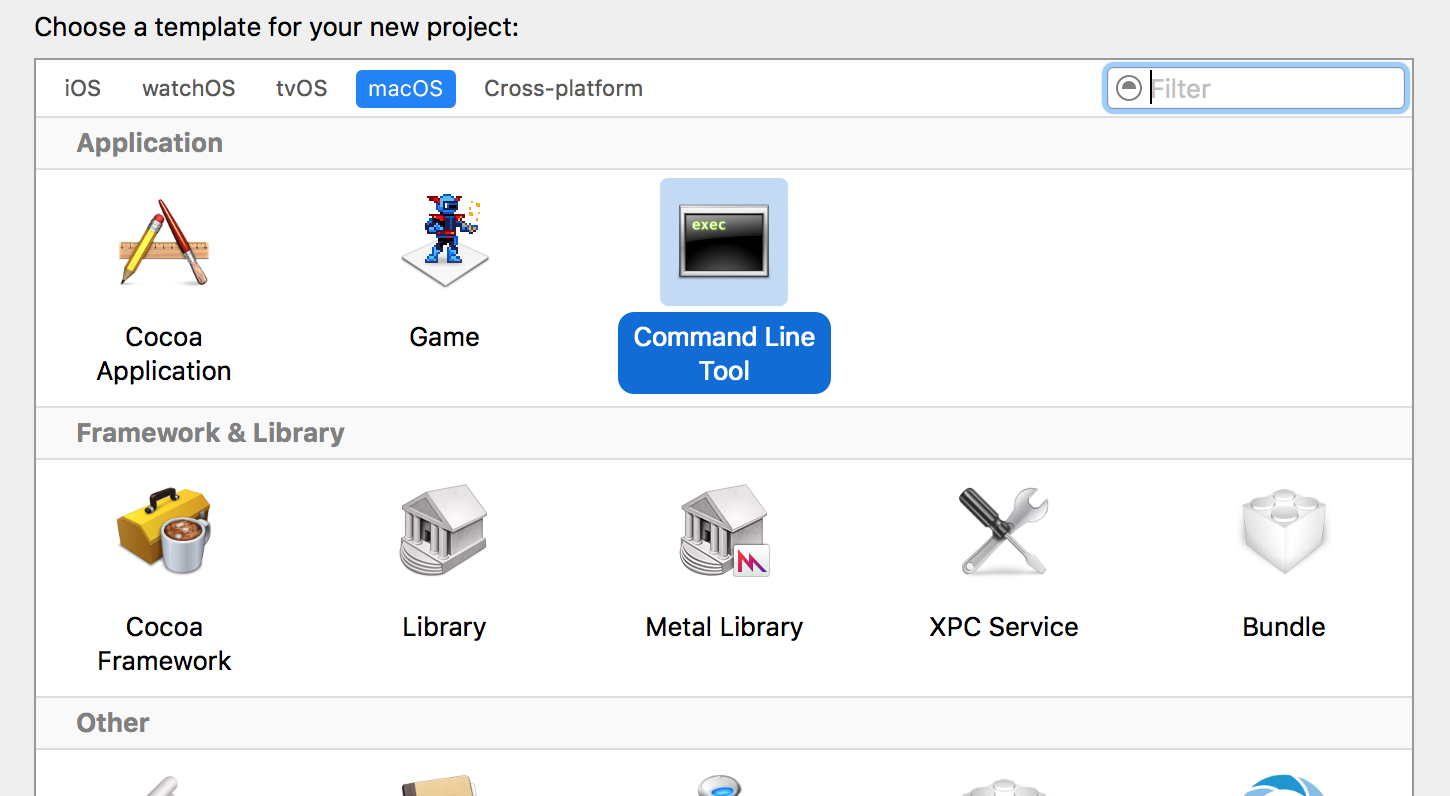 Choose a template for your new project:
iOS watchOS tvOS macOS Cross-platform Filter
Application
exec
Cocoa Application
Game
Command Line Tool
Framework & Library
Cocoa Framework
Library
Metal Library
XPC Service
Bundle
Other